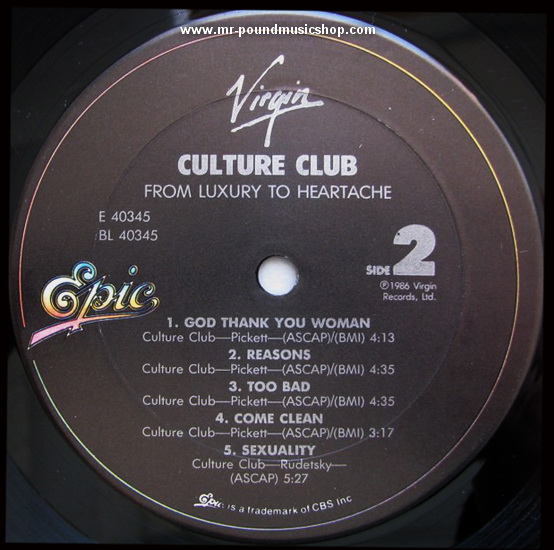 www.mr-poundmusicshop.com
Virgin
CULTURE CLUB
FROM LUXURY TO HEARTACHE
E 40345
BL 40345
SIDE 2
℗1986 Virgin
Records, Ltd.
Epic
1. GOD THANK YOU WOMAN
Culture Club—Pickett—(ASCAP)/(BMI) 4:13
2. REASONS
Culture Club—Pickett—(ASCAP)/(BMI) 4:35
3. TOO BAD
Culture Club—Pickett—(ASCAP)/(BMI) 4:35
4. COME CLEAN
Culture Club—Pickett—(ASCAP)/(BMI) 3:17
5. SEXUALITY
Culture Club—Rudetsky—
(ASCAP) 5:27
Epic is a trademark of CBS Inc